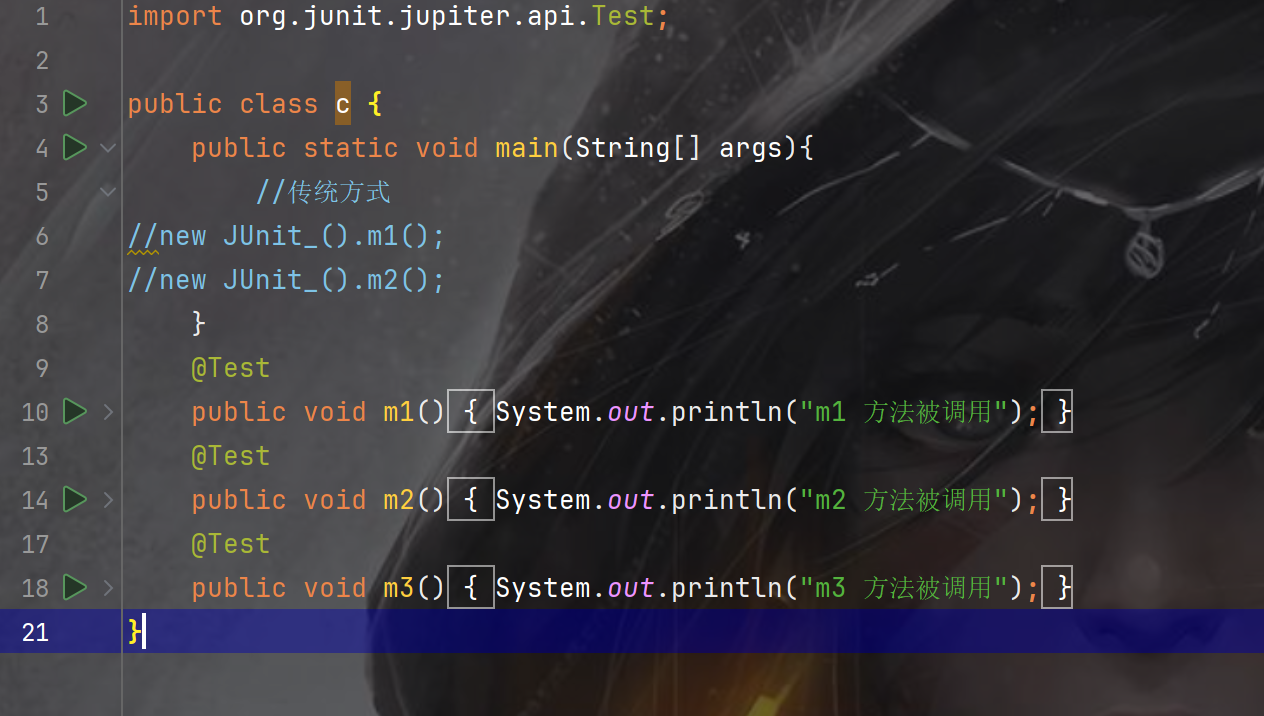 1 import org.junit.jupiter.api.Test;
2
3 public class c {
4 public static void main(String[] args){
5 //传统方式
6 //new JUnit_().m1();
7 //new JUnit_().m2();
8 }
9 @Test
10 public void m1() { System.out.println("m1 方法被调用"); }
13 @Test
14 public void m2() { System.out.println("m2 方法被调用"); }
17 @Test
18 public void m3() { System.out.println("m3 方法被调用"); }
21 }